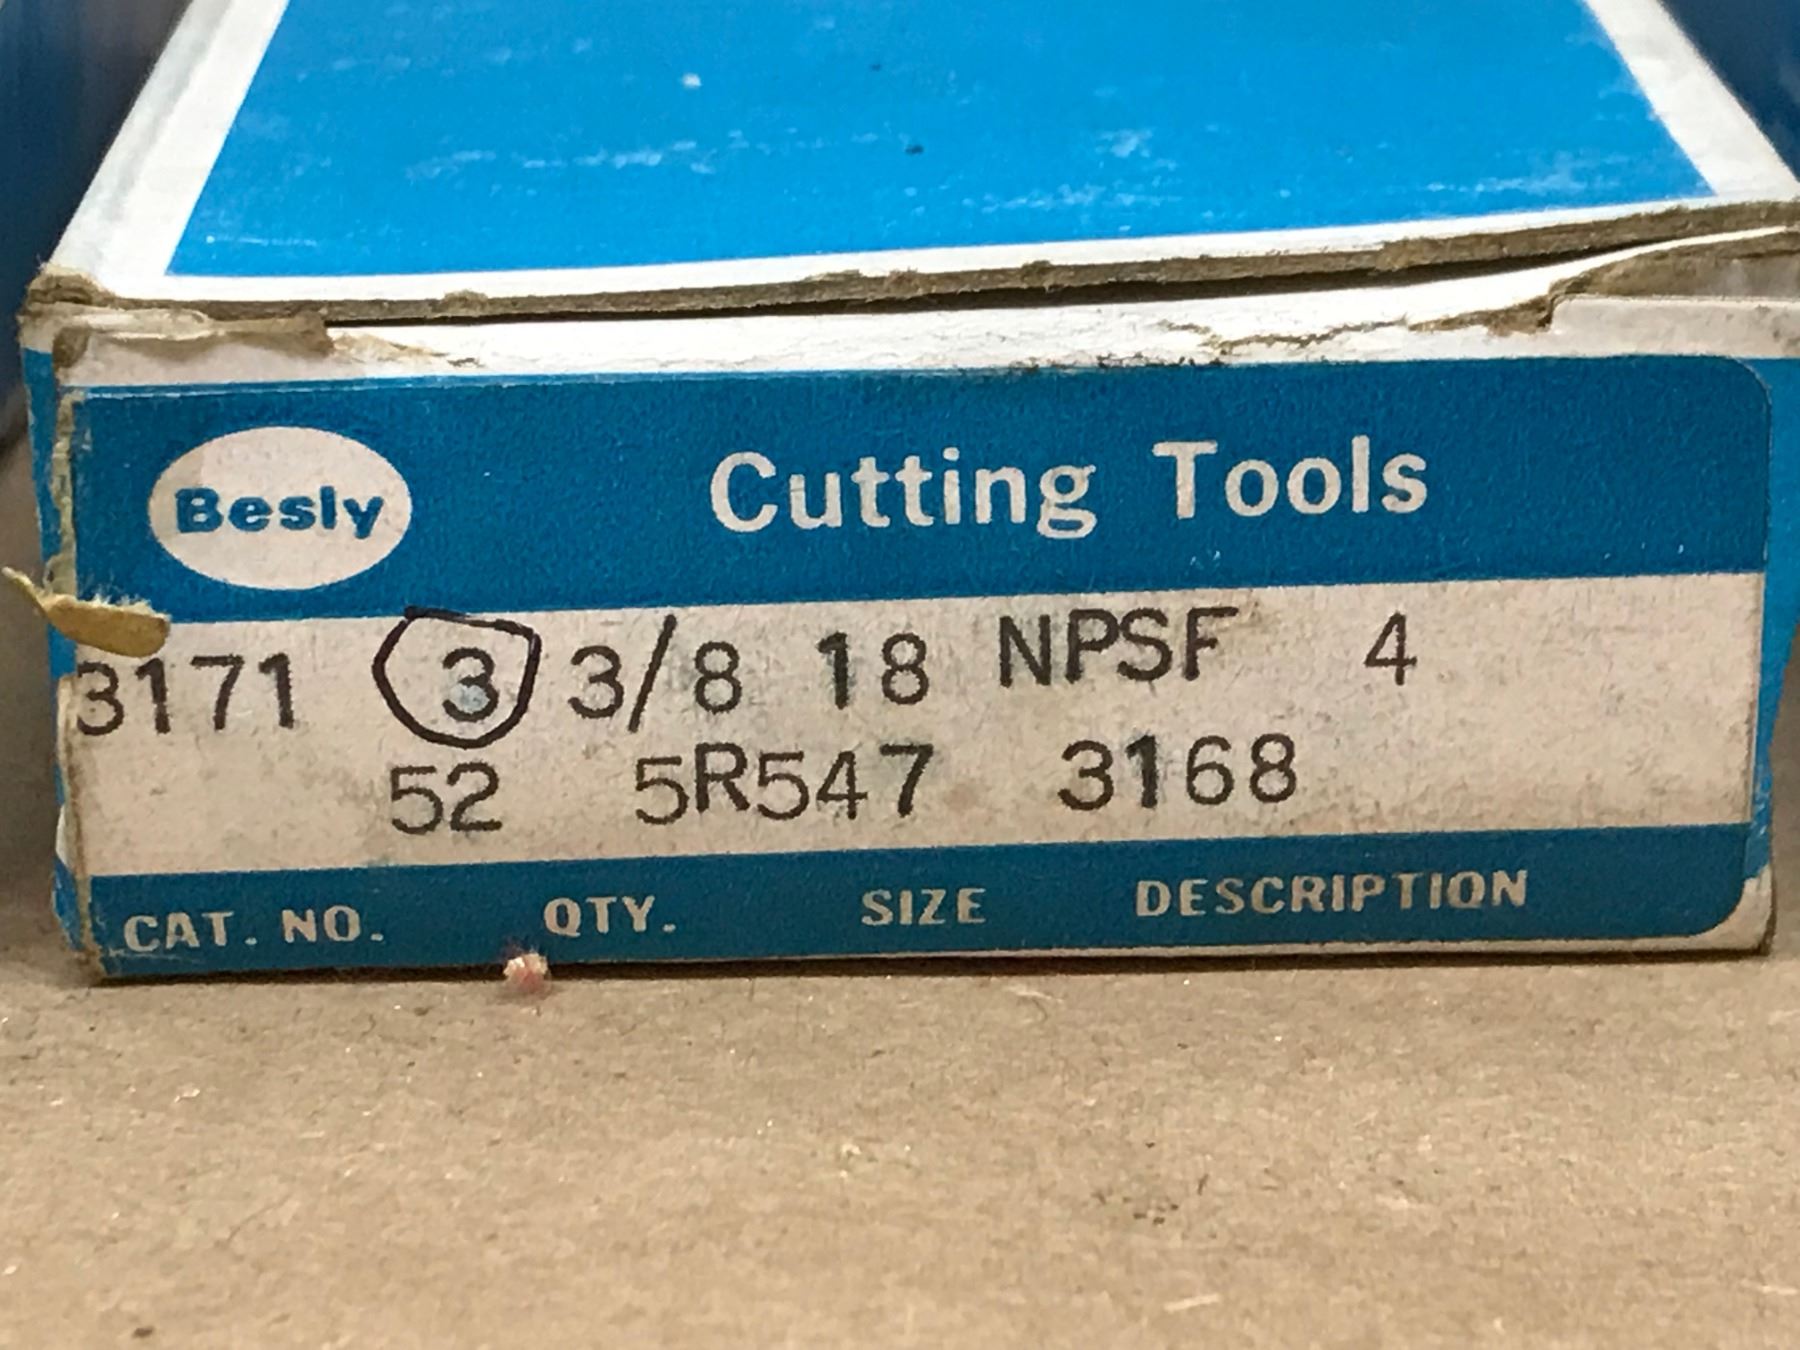 Besly Cutting Tools
3171 3 3/8 18 NPSF 4
52 5R547 3168
CAT. NO. QTY. SIZE DESCRIPTION